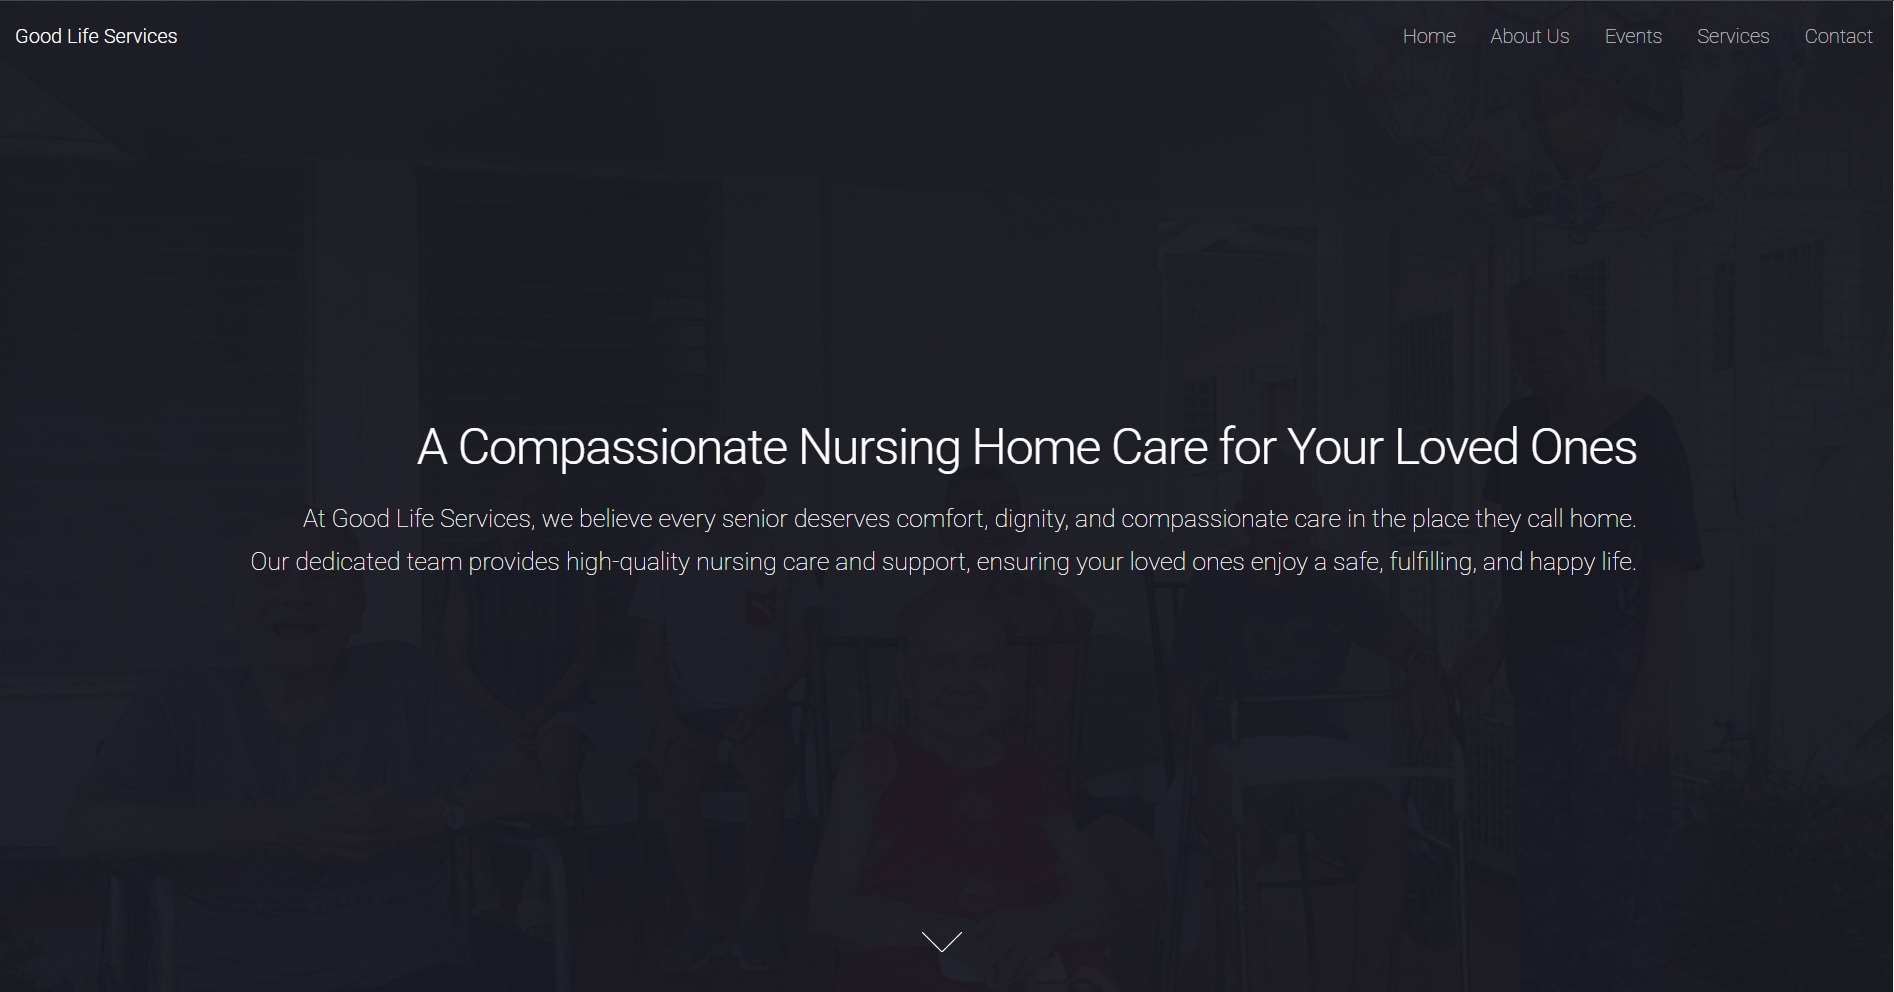 Good Life Services
Home
About Us
Events
Services
Contact
A Compassionate Nursing Home Care for Your Loved Ones
At Good Life Services, we believe every senior deserves comfort, dignity, and compassionate care in the place they call home.
Our dedicated team provides high-quality nursing care and support, ensuring your loved ones enjoy a safe, fulfilling, and happy life.